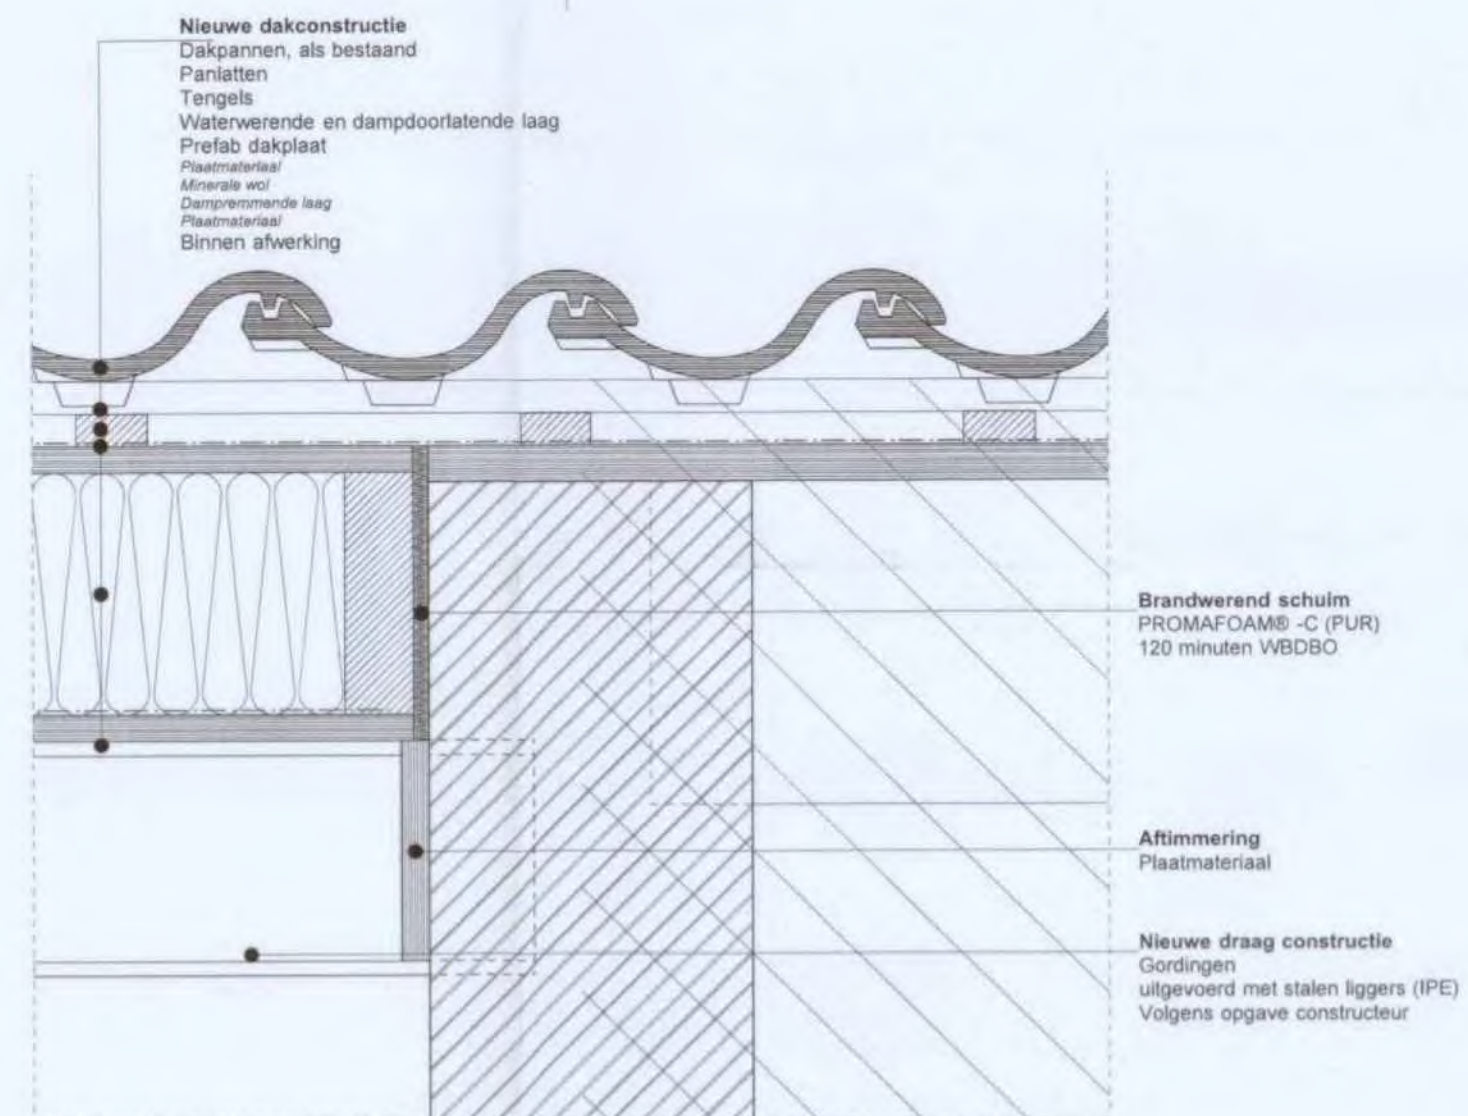 Nieuwe dakconstructie
Dakpannen, als bestaand
Panlatten
Tengels
Waterwerende en dampdoorlatende laag
Prefab dakplaat
Plaatmateriaal
Minerale wol
Dampremmende laag
Plaatmateriaal
Binnen afwerking
Brandwerend schuim
PROMAFOAM® -C (PUR)
120 minuten WBDBO
Aftimmering
Plaatmateriaal
Nieuwe draag constructie
Gordingen
uitgevoerd met stalen liggers (IPE)
Volgens opgave constructeur